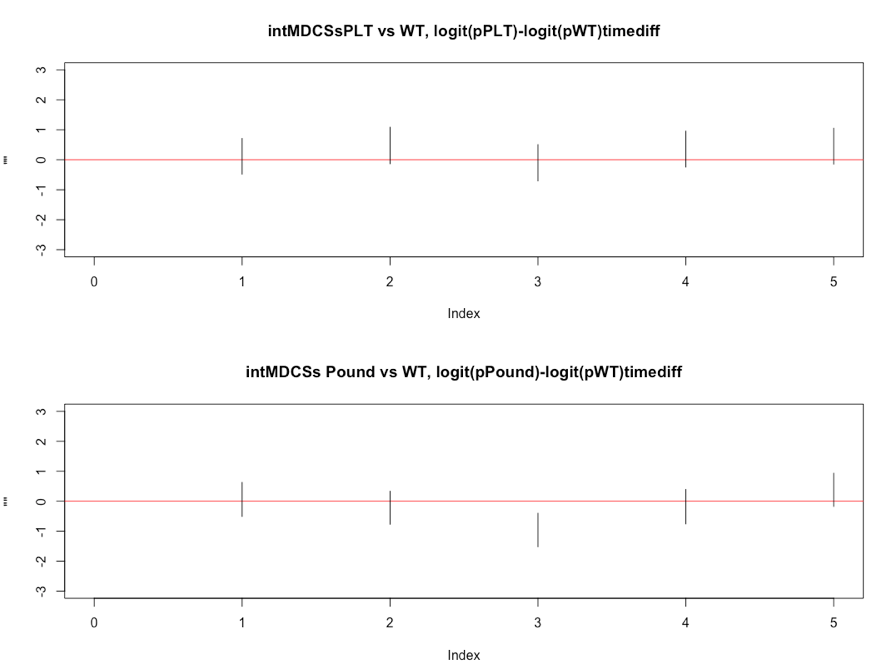 intMDCSsPLT vs WT, logit(pPLT)-logit(pWT)timediff
3
2
1
0
-1
-2
-3
""
0 1 2 3 4 5
Index
intMDCSs Pound vs WT, logit(pPound)-logit(pWT)timediff
3
2
1
0
-1
-2
-3
""
0 1 2 3 4 5
Index